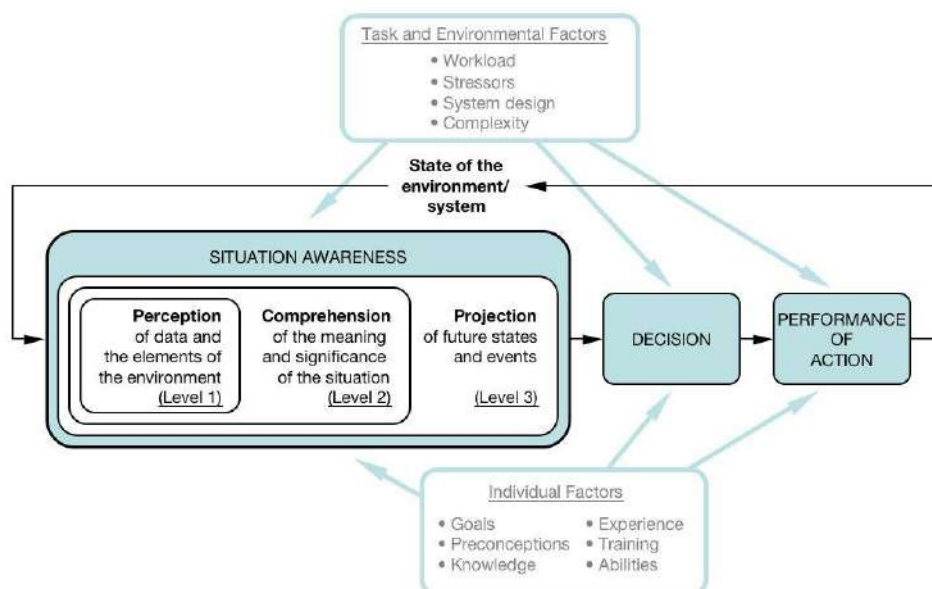 Task and Environmental Factors
• Workload
• Stressors
• System design
• Complexity
State of the
environment/
system
SITUATION AWARENESS
Perception
of data and
the elements of
the environment
(Level 1)
Comprehension
of the meaning
and significance
of the situation
(Level 2)
Projection
of future states
and events
(Level 3)
DECISION
PERFORMANCE
OF
ACTION
Individual Factors
• Goals
• Preconceptions
• Knowledge
• Experience
• Training
• Abilities